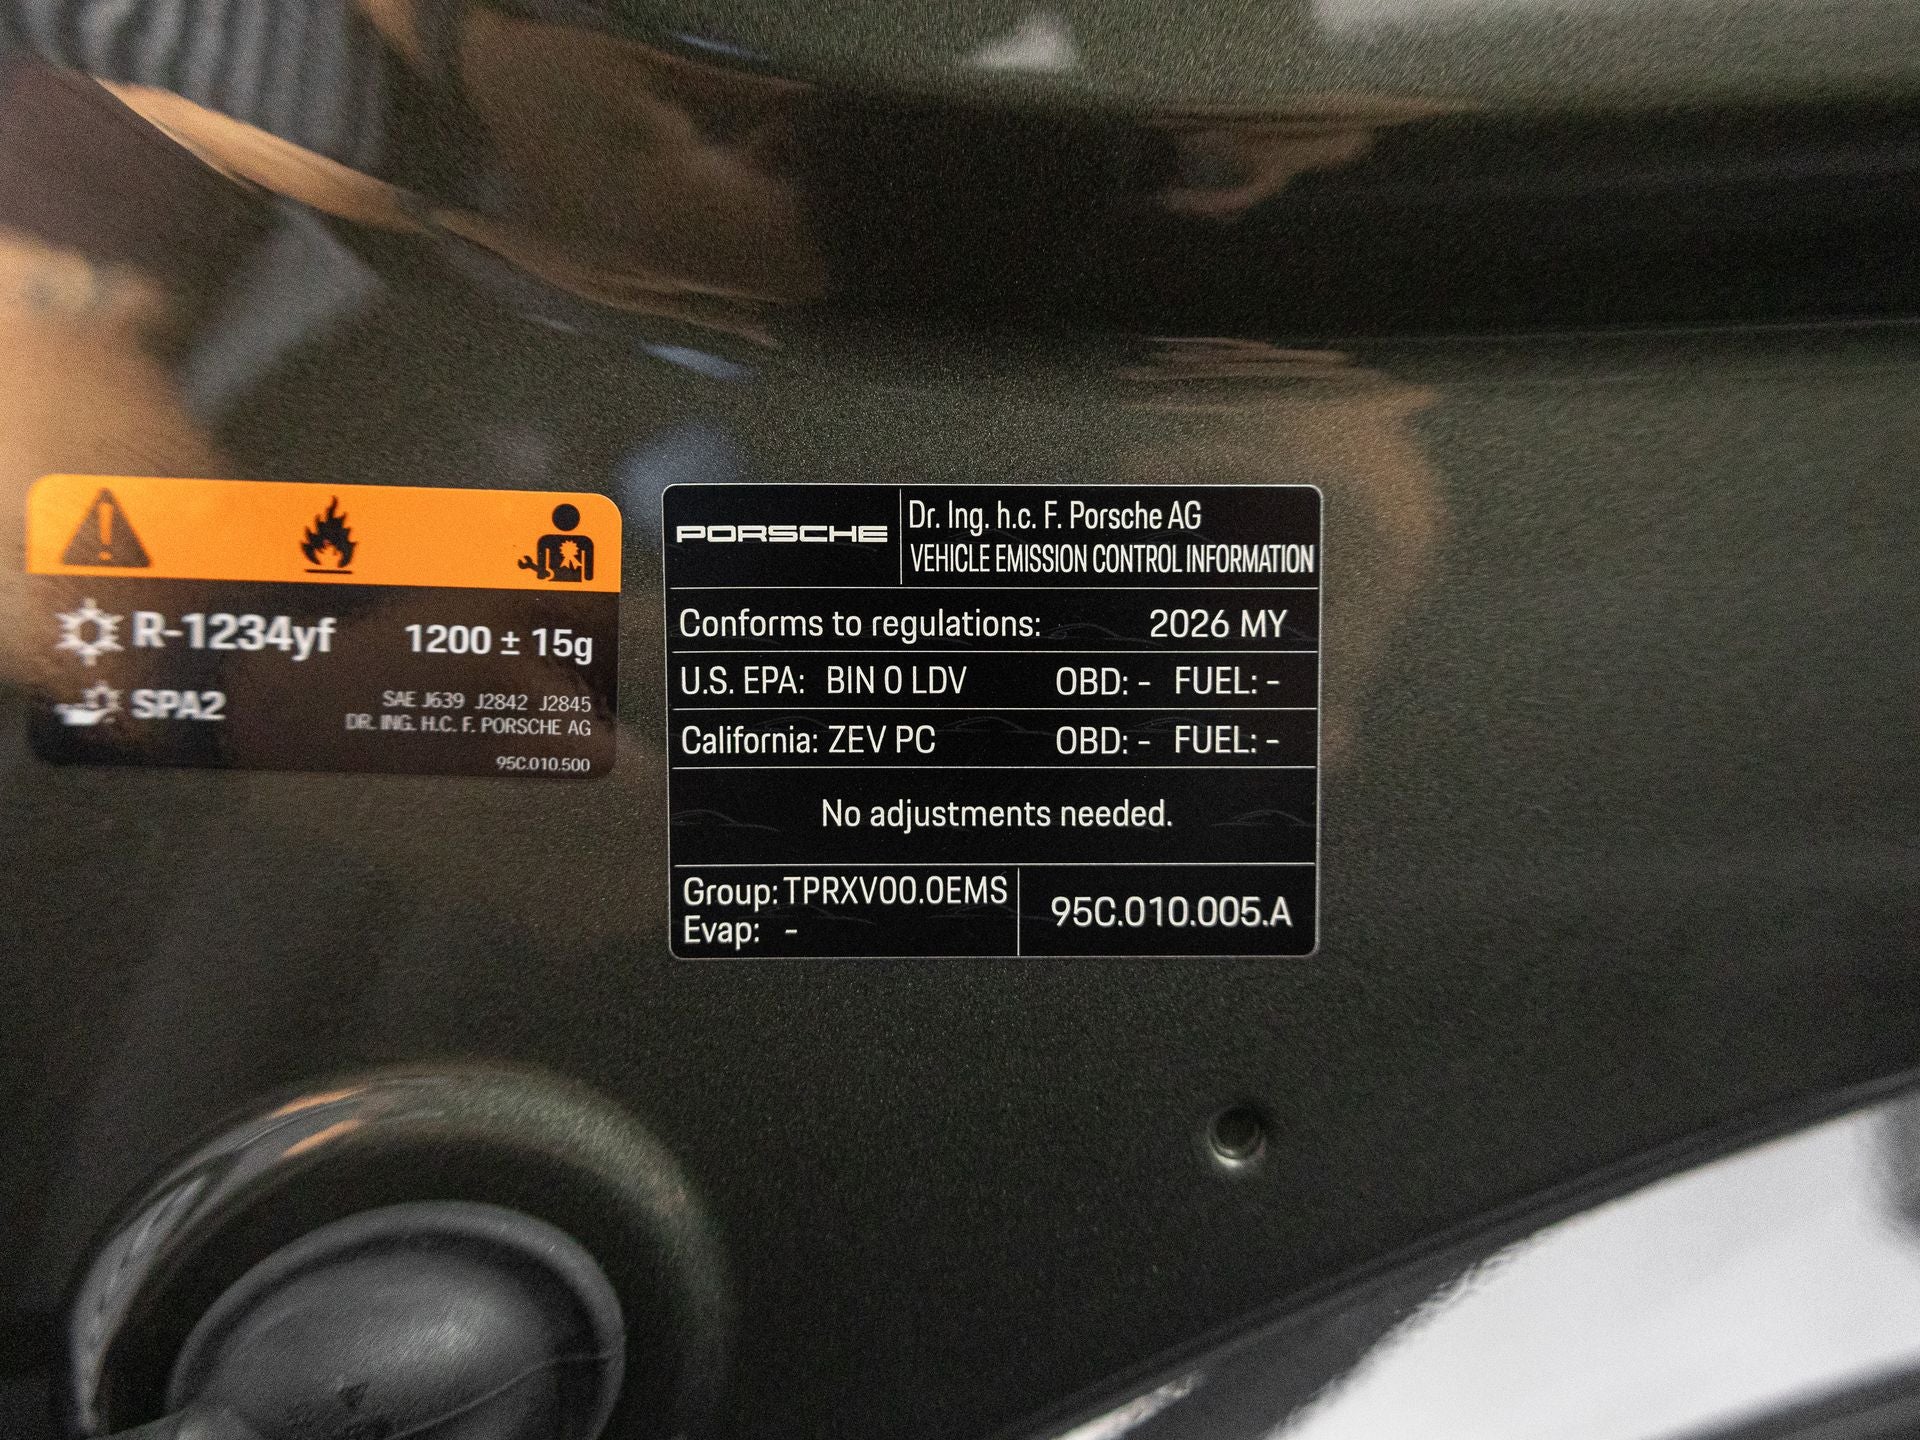 R-1234yf 1200 ± 15g
SPA2
SAE J639 J2842 J2845
DR. ING. H.C. F. PORSCHE AG
95C.010.500
PORSCHE
Dr. Ing. h.c. F. Porsche AG
VEHICLE EMISSION CONTROL INFORMATION
Conforms to regulations: 2026 MY
U.S. EPA: BIN 0 LDV OBD: - FUEL: -
California: ZEV PC OBD: - FUEL: -
No adjustments needed.
Group: TPRXV00.0EMS
Evap: -
95C.010.005.A